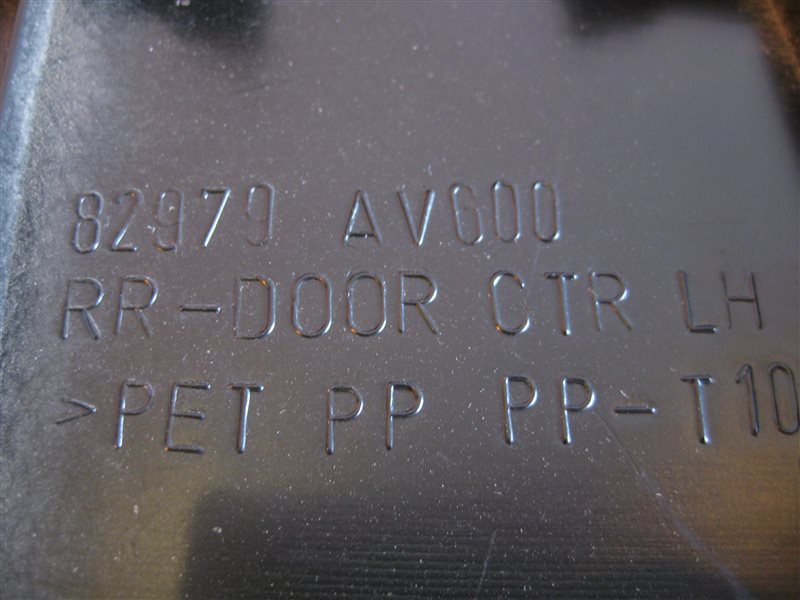 82979 AV600
RR-DOOR CTR LH
>PET PP PP-T10